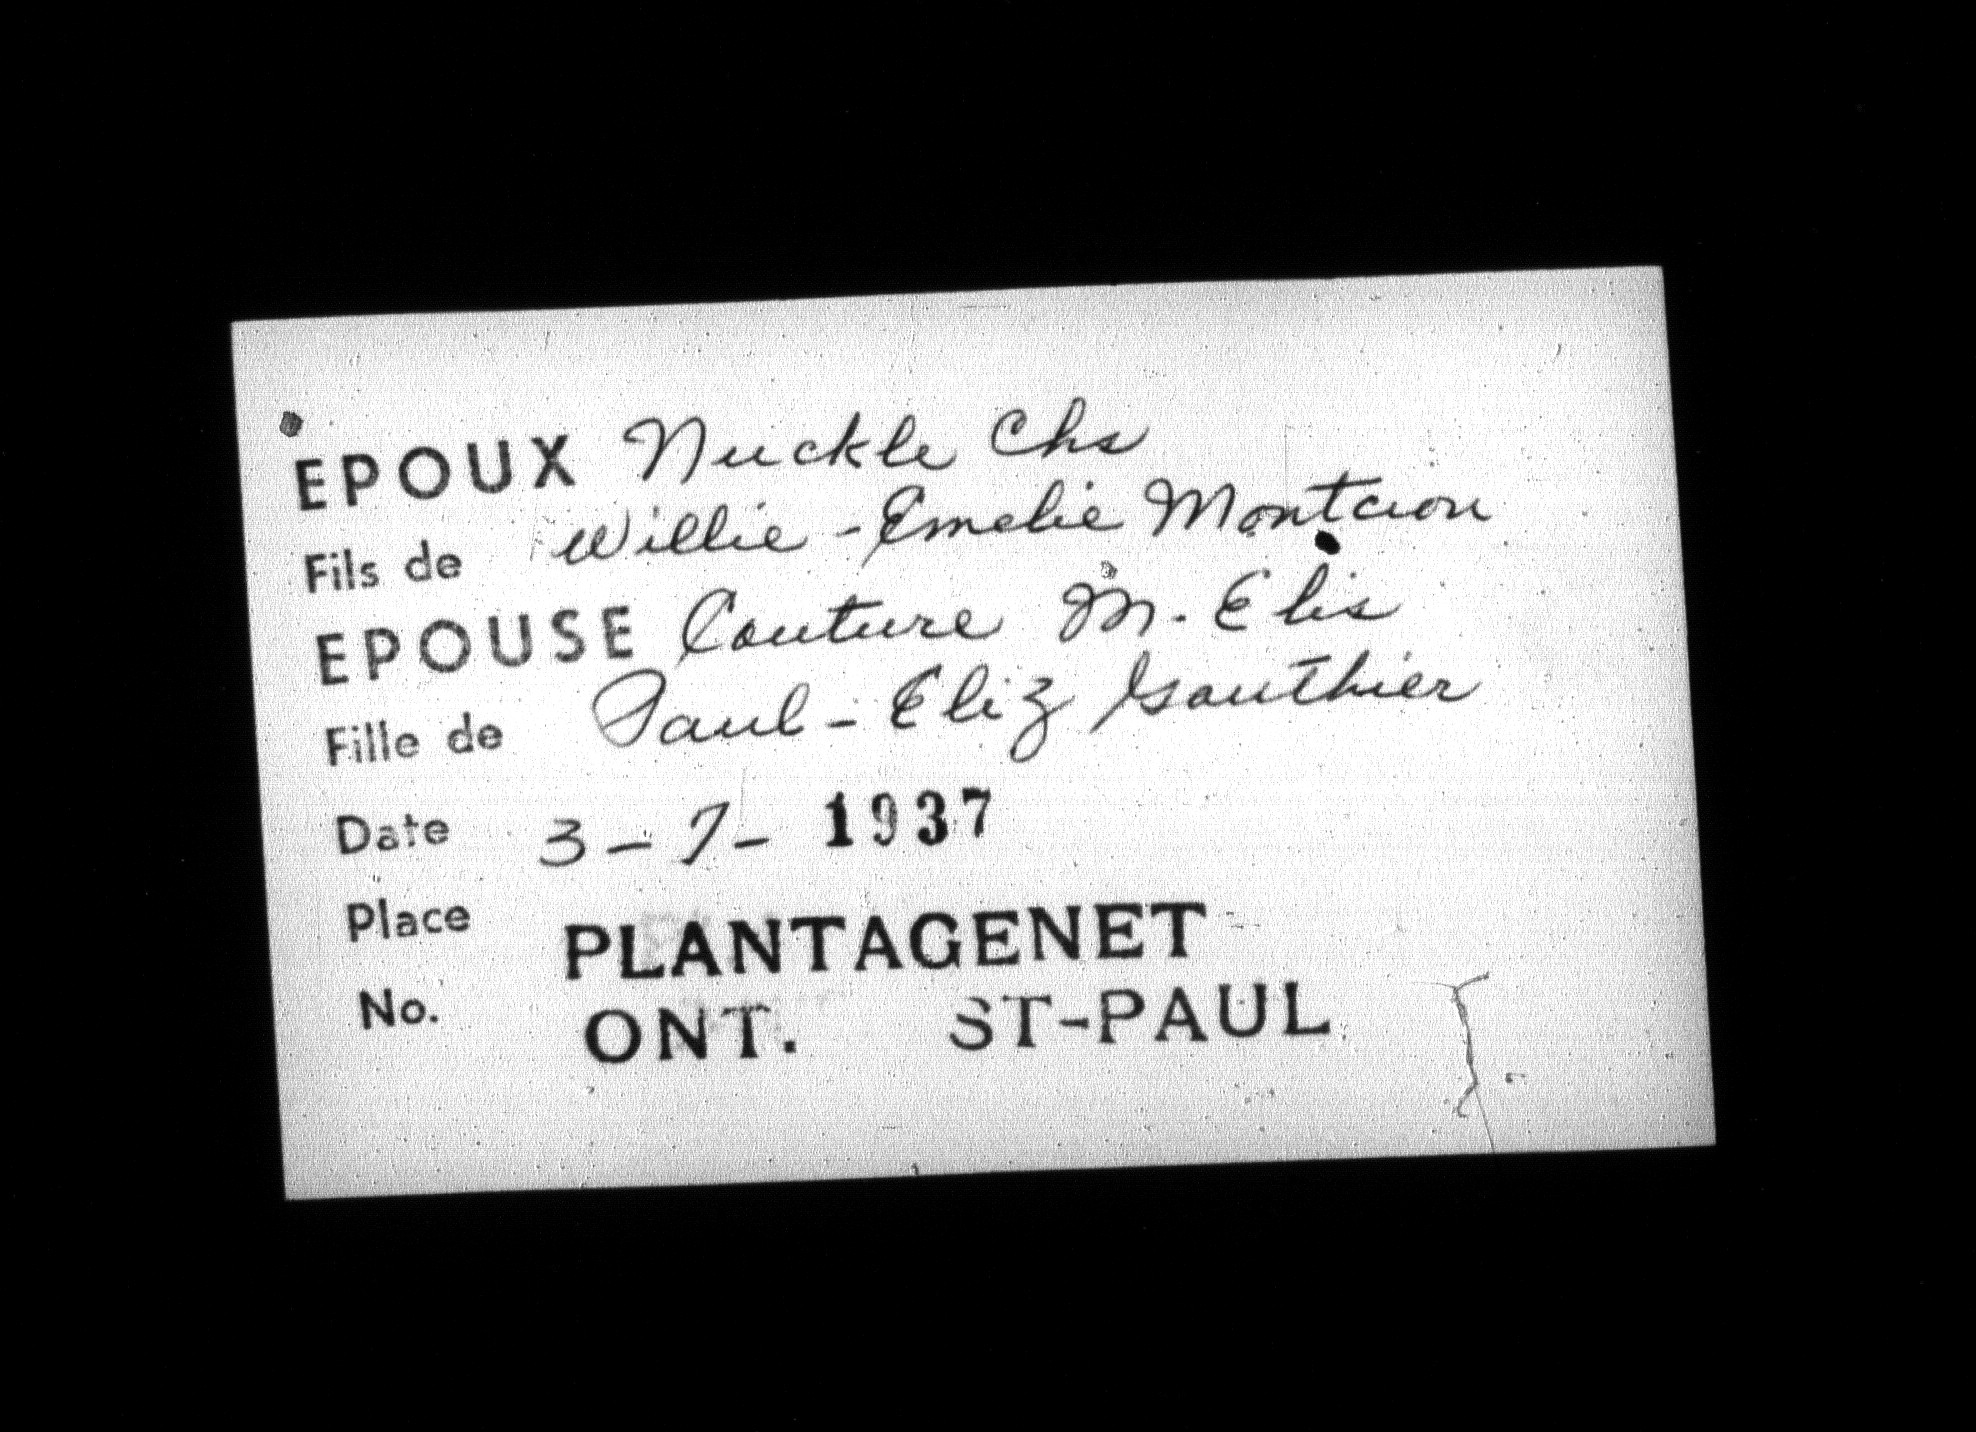 EPOUX Nuckle Chs
Fils de Willie - Emelie Montcion
EPOUSE Couture M. Elis
Fille de Paul - Eliz Gauthier
Date 3 - 7 - 1937
Place PLANTAGENET
No. ONT. ST-PAUL